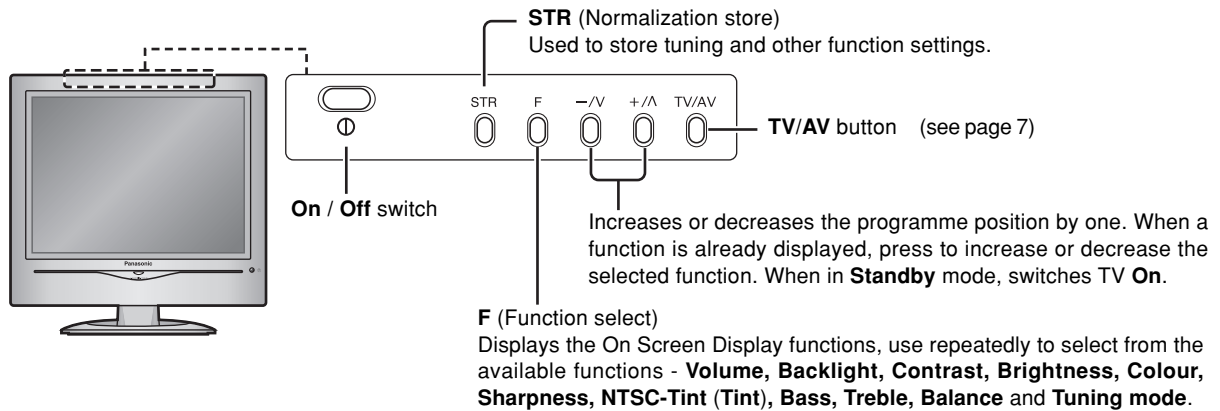 STR (Normalization store)
Used to store tuning and other function settings.
STR F −/V +/Λ TV/AV
TV/AV button (see page 7)
On / Off switch
Panasonic
Increases or decreases the programme position by one. When a
function is already displayed, press to increase or decrease the
selected function. When in Standby mode, switches TV On.
F (Function select)
Displays the On Screen Display functions, use repeatedly to select from the
available functions - Volume, Backlight, Contrast, Brightness, Colour,
Sharpness, NTSC-Tint (Tint), Bass, Treble, Balance and Tuning mode.